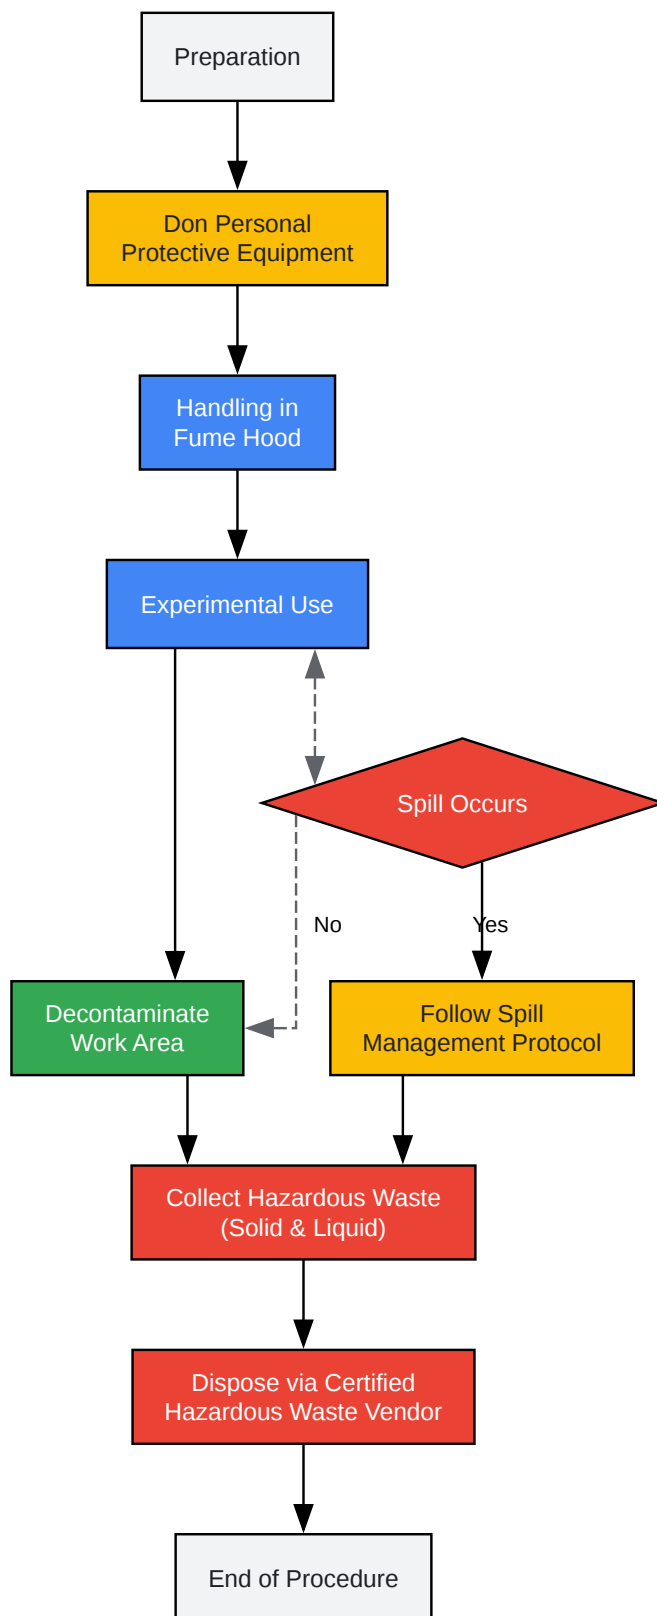 Preparation
Don Personal
Protective Equipment
Handling in
Fume Hood
Experimental Use
Spill Occurs
No
Yes
Decontaminate
Work Area
Follow Spill
Management Protocol
Collect Hazardous Waste
(Solid & Liquid)
Dispose via Certified
Hazardous Waste Vendor
End of Procedure